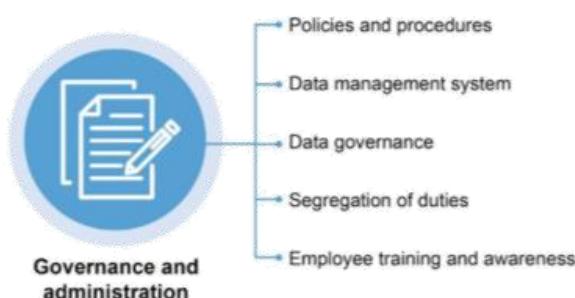 Policies and procedures
Data management system
Data governance
Segregation of duties
Employee training and awareness
Governance and
administration